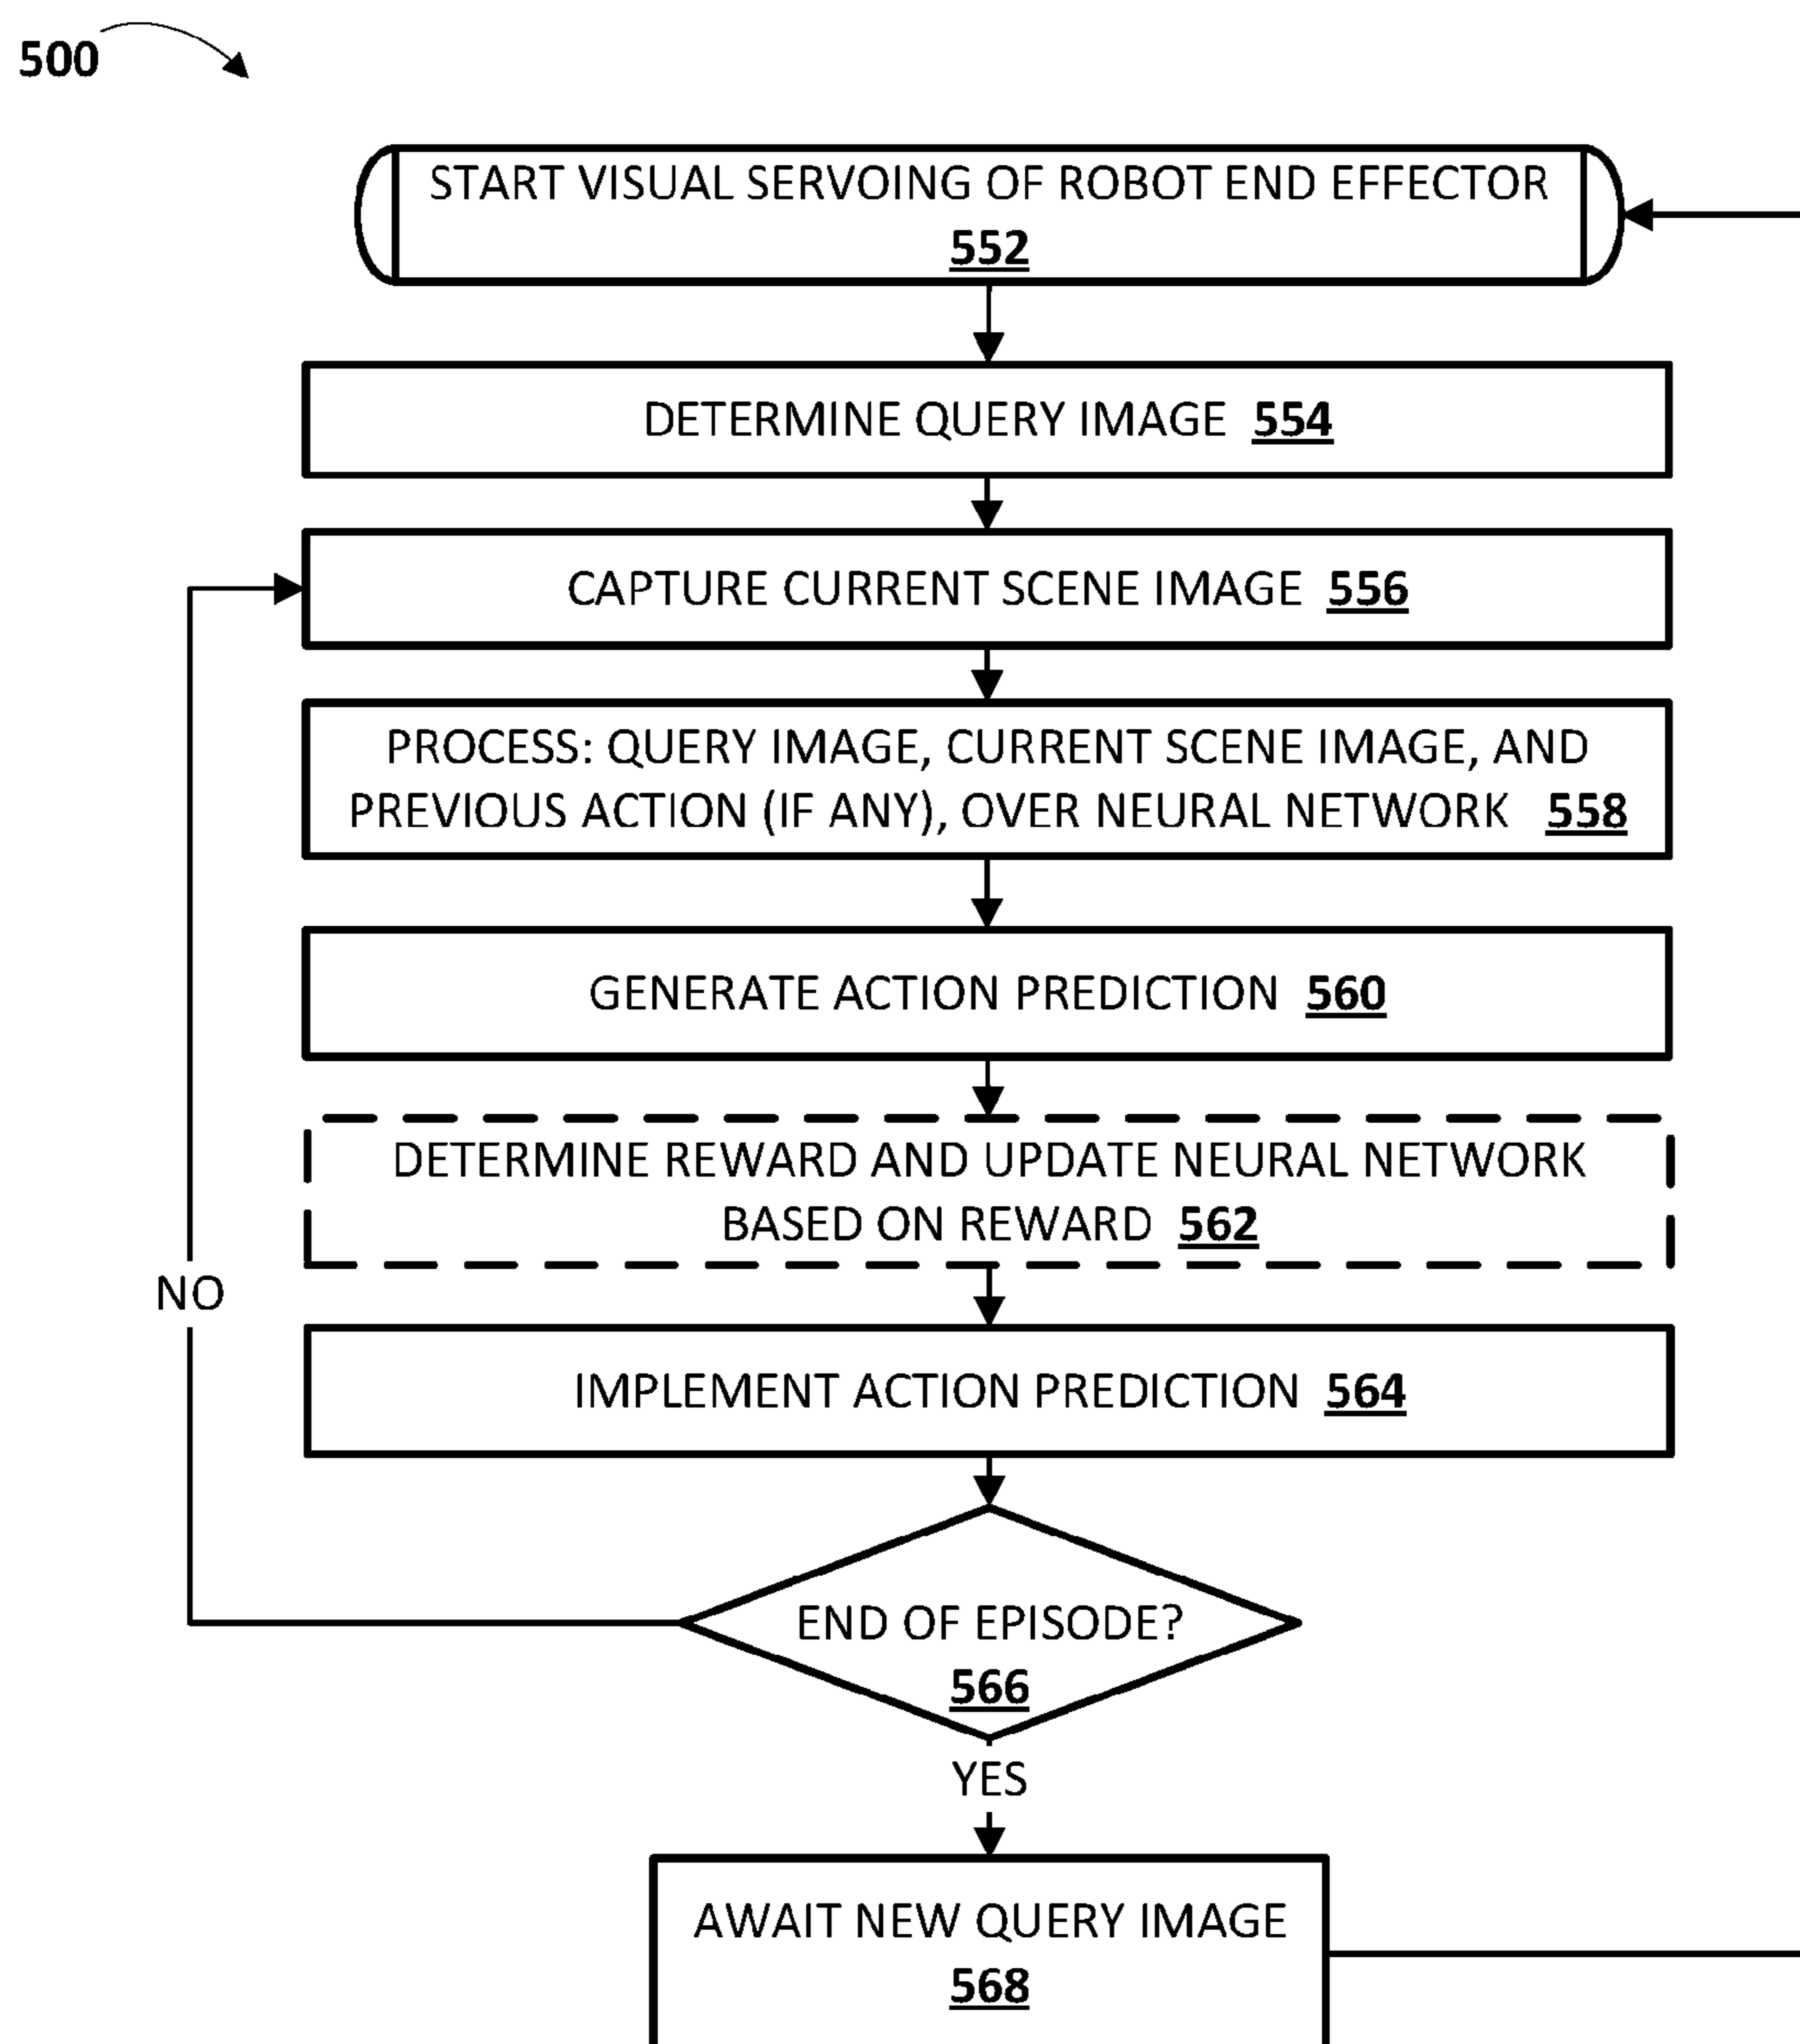 500
START VISUAL SERVOING OF ROBOT END EFFECTOR
552
DETERMINE QUERY IMAGE 554
CAPTURE CURRENT SCENE IMAGE 556
PROCESS: QUERY IMAGE, CURRENT SCENE IMAGE, AND
PREVIOUS ACTION (IF ANY), OVER NEURAL NETWORK 558
GENERATE ACTION PREDICTION 560
DETERMINE REWARD AND UPDATE NEURAL NETWORK
BASED ON REWARD 562
NO
IMPLEMENT ACTION PREDICTION 564
END OF EPISODE?
566
YES
AWAIT NEW QUERY IMAGE
568